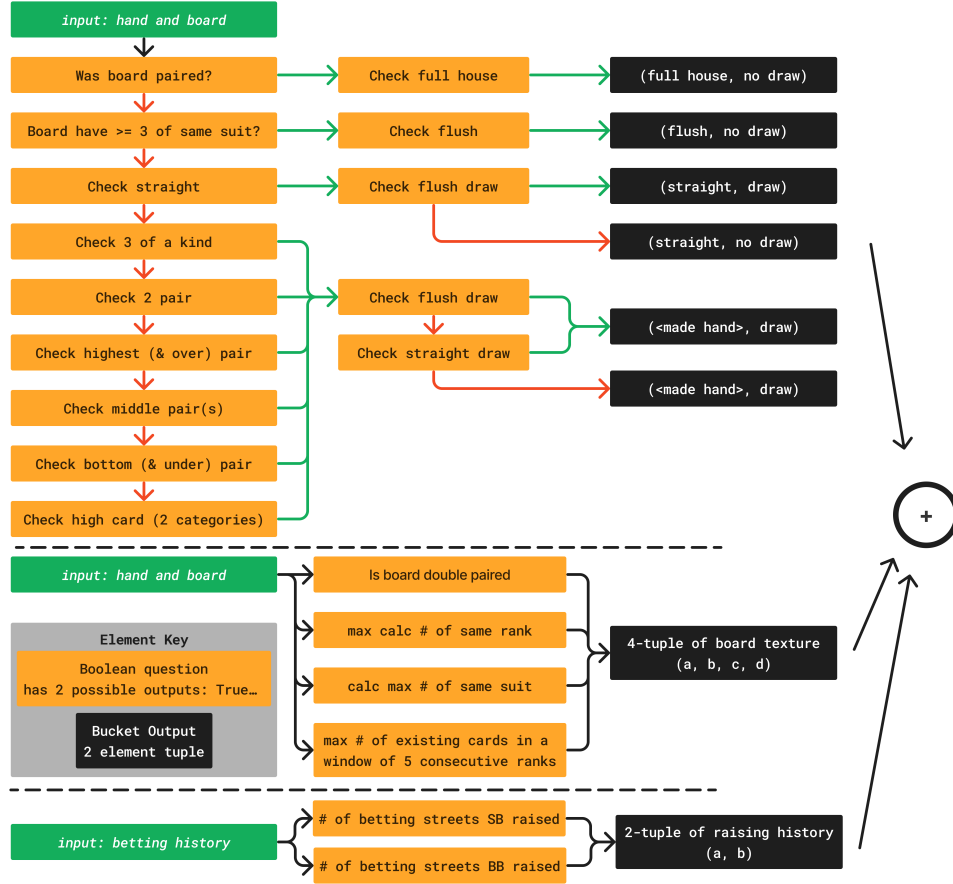 input: hand and board
Was board paired?
Check full house
(full house, no draw)
Board have >= 3 of same suit?
Check flush
(flush, no draw)
Check straight
Check flush draw
(straight, draw)
Check 3 of a kind
(straight, no draw)
Check 2 pair
Check flush draw
(<made hand>, draw)
Check highest (& over) pair
Check straight draw
(<made hand>, draw)
Check middle pair(s)
Check bottom (& under) pair
Check high card (2 categories)
+
input: hand and board
Is board double paired
max calc # of same rank
calc max # of same suit
max # of existing cards in a
window of 5 consecutive ranks
4-tuple of board texture
(a, b, c, d)
Element Key
Boolean question
has 2 possible outputs: True…
Bucket Output
2 element tuple
input: betting history
# of betting streets SB raised
# of betting streets BB raised
2-tuple of raising history
(a, b)